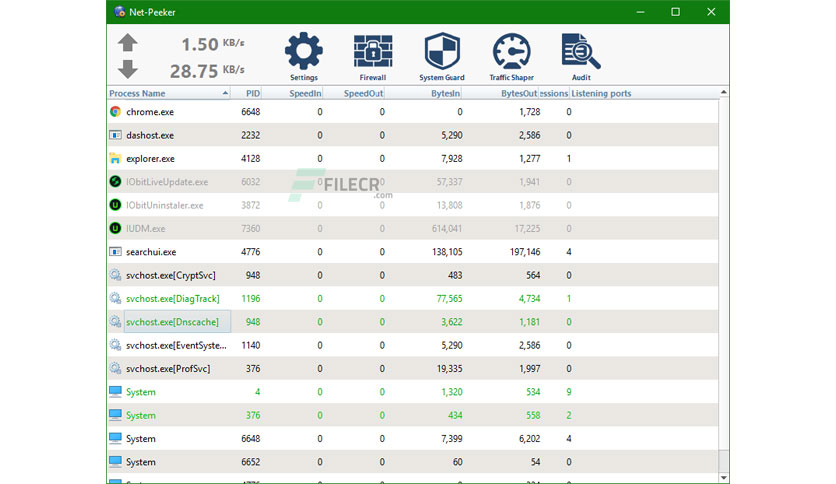 Net-Peeker
1.50 KB/s
28.75 KB/s
Settings Firewall System Guard Traffic Shaper Audit
Process Name PID SpeedIn SpeedOut BytesIn BytesOut essions Listening ports
chrome.exe 6648 0 0 0 1,728 0
dashost.exe 2232 0 0 5,290 2,586 0
explorer.exe 4128 0 0 7,928 1,277 1
IObitLiveUpdate.exe 6032 0 0 57,337 1,941 0
FILECR
.com
IObitUninstaler.exe 3872 0 0 13,808 1,876 0
IUDM.exe 7360 0 0 614,041 17,225 0
searchui.exe 4776 0 0 138,105 197,146 4
svchost.exe[CryptSvc] 948 0 0 483 564 0
svchost.exe[DiagTrack] 1196 0 0 77,565 4,734 1
svchost.exe[Dnscache] 948 0 0 3,622 1,181 0
svchost.exe[EventSyste... 1140 0 0 5,290 2,586 0
svchost.exe[ProfSvc] 376 0 0 19,335 1,997 0
System 4 0 0 1,320 534 9
System 376 0 0 434 558 2
System 6648 0 0 7,399 6,202 4
System 6652 0 0 60 54 0